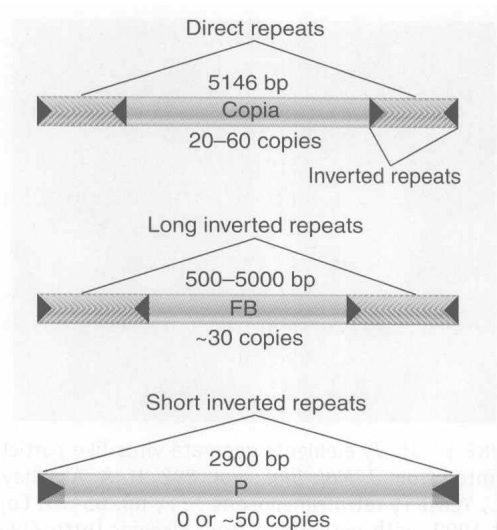 Direct repeats
5146 bp
Copia
20–60 copies
Inverted repeats
Long inverted repeats
500–5000 bp
FB
~30 copies
Short inverted repeats
2900 bp
P
0 or ~50 copies